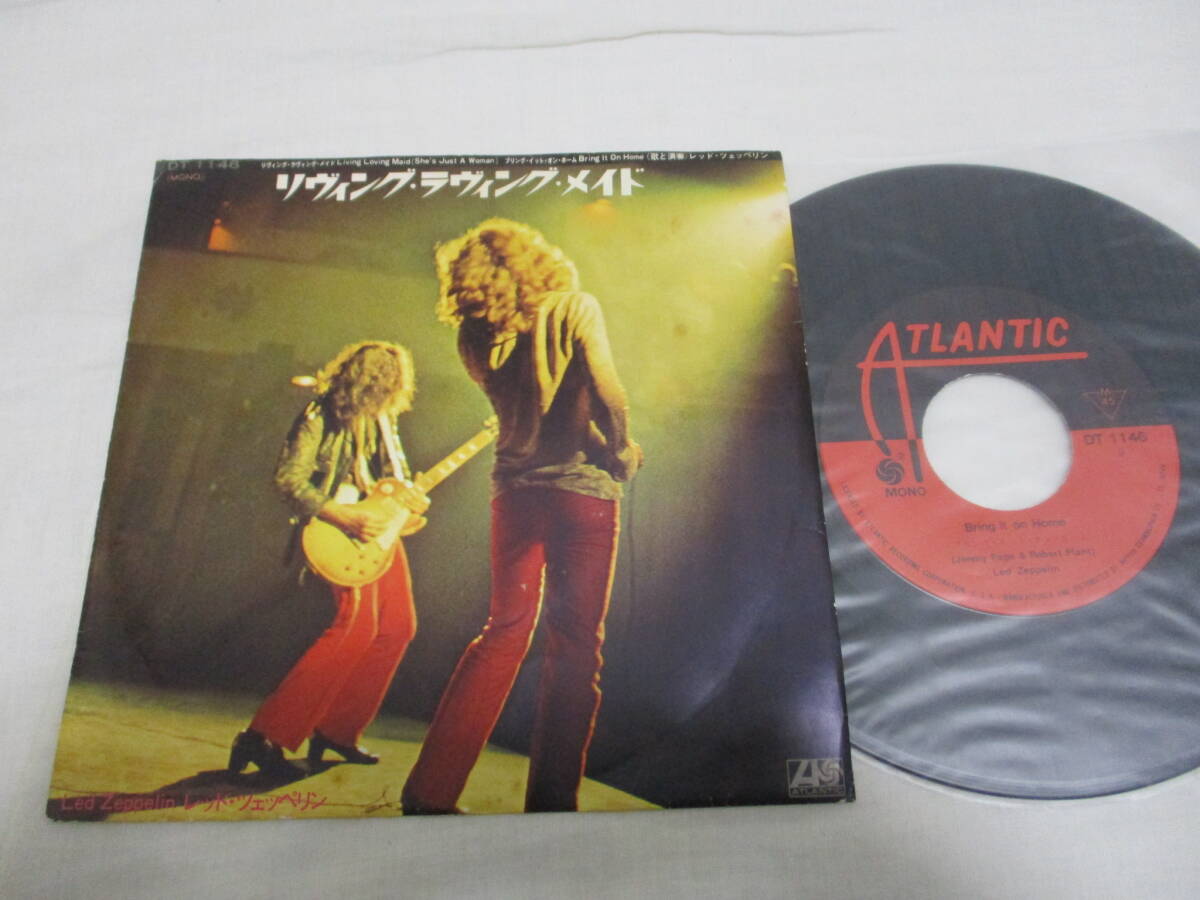 DT 1146
リヴィング・ラヴィング・メイド Living Loving Maid (She's Just A Woman) ブリング・イット・オン・ホーム Bring It On Home (歌と演奏) レッド・ツェッペリン
(MONO)
リヴィング・ラヴィング・メイド
Led Zeppelin レッド・ツェッペリン
ATLANTIC
ATLANTIC
45
DT 1146
MONO
Bring It on Home
(Jimmy Page & Robert Plant)
Led Zeppelin